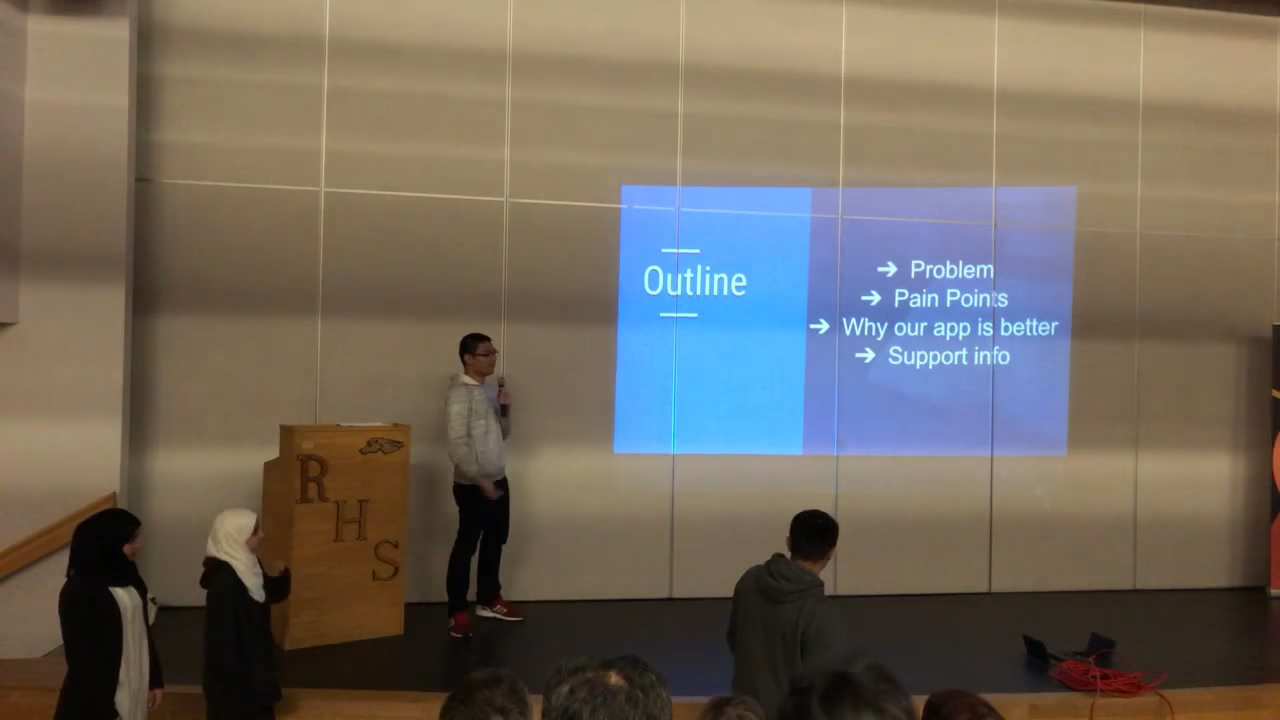 Outline
➔ Problem
➔ Pain Points
➔ Why our app is better
➔ Support info
R
H
S